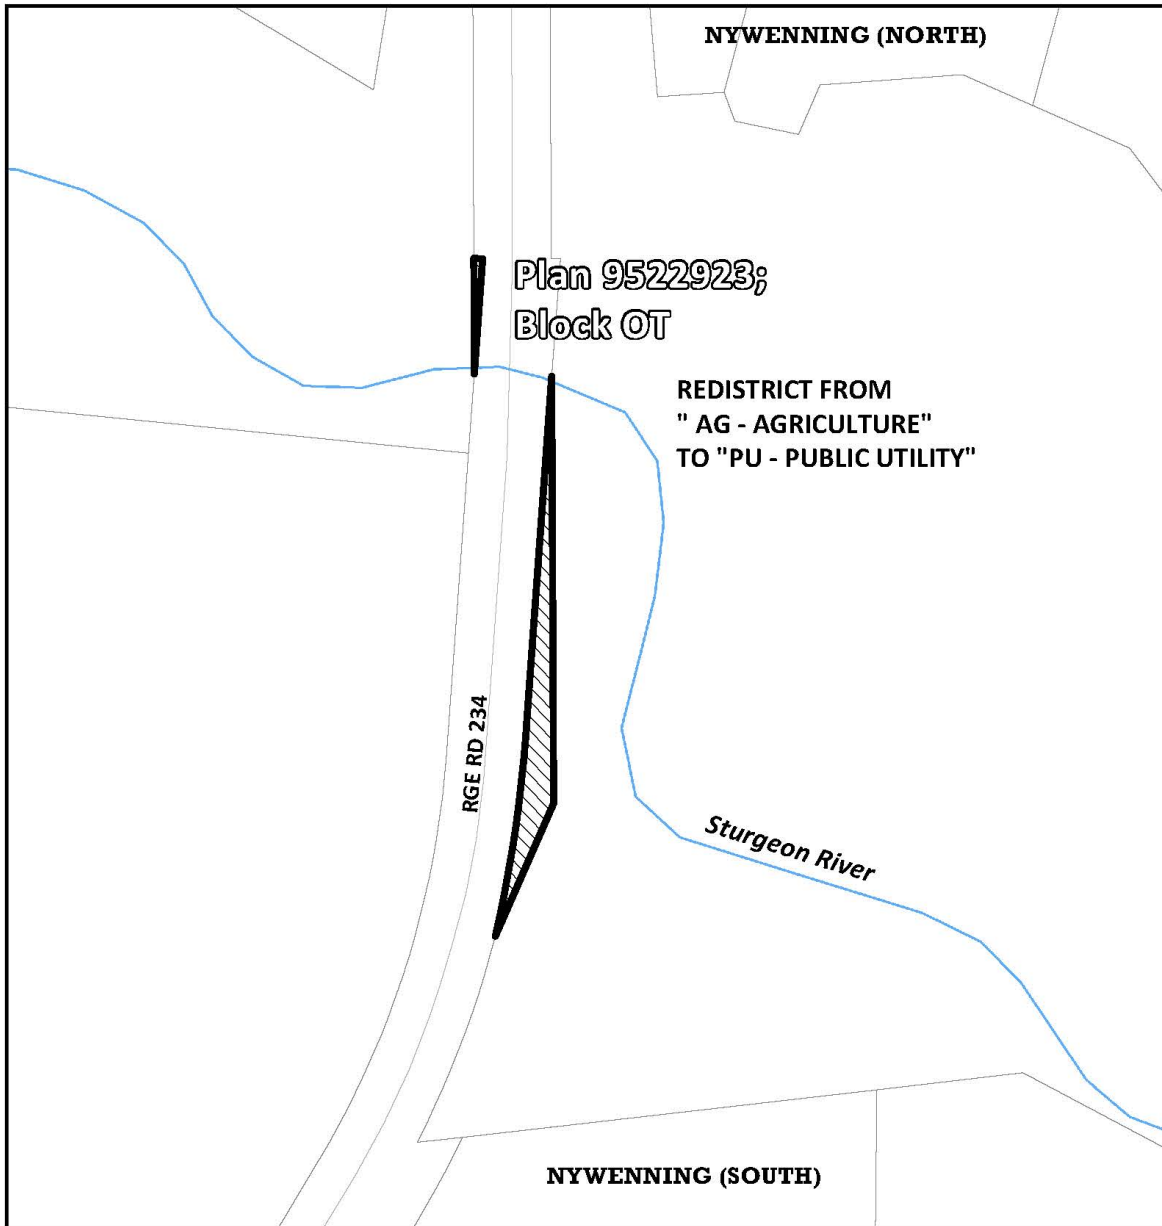 NYWENNING (NORTH)
Plan 9522923;
Block OT
REDISTRICT FROM
" AG - AGRICULTURE"
TO "PU - PUBLIC UTILITY"
RGE RD 234
Sturgeon River
NYWENNING (SOUTH)